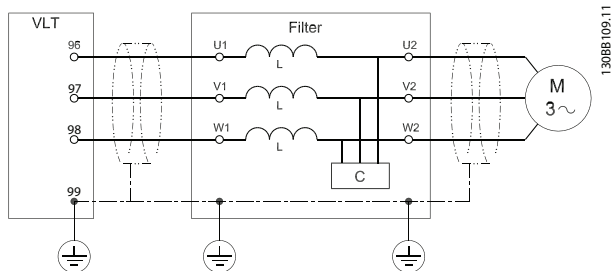 VLT
Filter
130BB109.11
96
U1
L
U2
97
V1
L
V2
M
3~
98
W1
L
W2
C
99